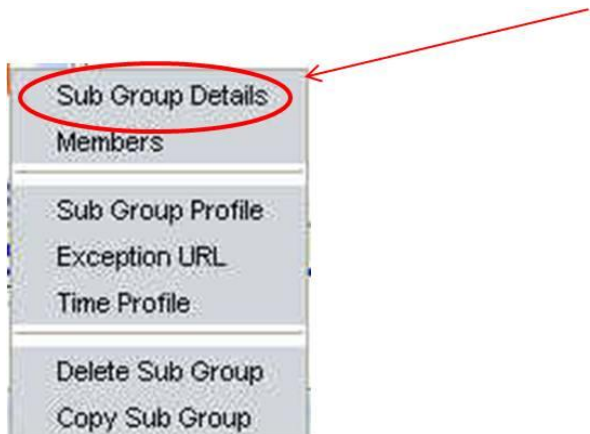 Sub Group Details
Members
Sub Group Profile
Exception URL
Time Profile
Delete Sub Group
Copy Sub Group